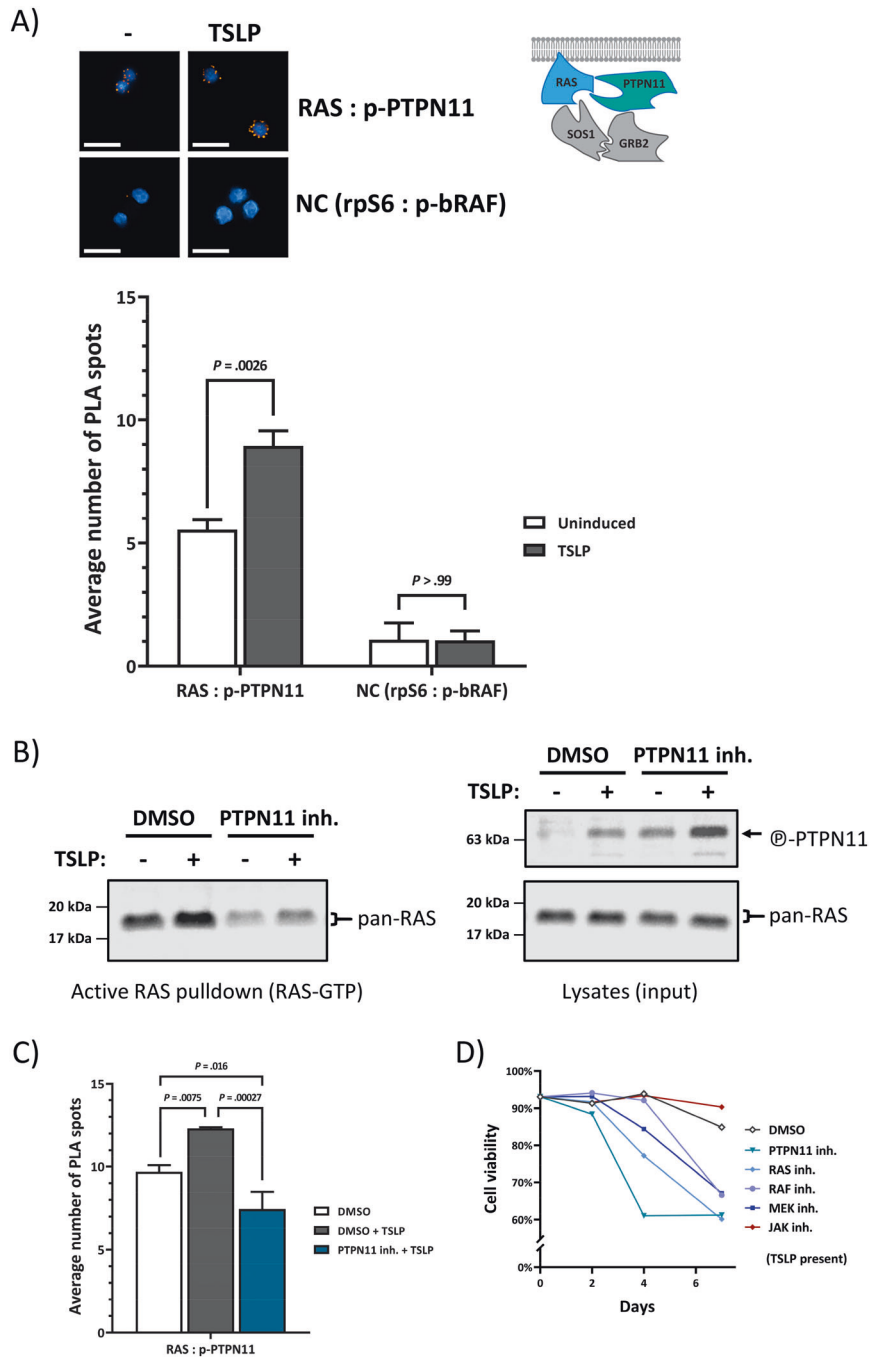 A)
- TSLP
RAS : p-PTPN11
NC (rpS6 : p-bRAF)
RAS
PTPN11
SOS1
GRB2
Average number of PLA spots
15
10
5
0
P = .0026
P > .99
Uninduced
TSLP
RAS : p-PTPN11
NC (rpS6 : p-bRAF)
B)
DMSO PTPN11 inh.
TSLP: - + - +
20 kDa
17 kDa
pan-RAS
Active RAS pulldown (RAS-GTP)
DMSO PTPN11 inh.
TSLP: - + - +
63 kDa
Ⓟ-PTPN11
20 kDa
17 kDa
pan-RAS
Lysates (input)
C)
Average number of PLA spots
15
10
5
0
P = .016
P = .0075
P = .00027
DMSO
DMSO + TSLP
PTPN11 inh. + TSLP
RAS : p-PTPN11
D)
Cell viability
100%
90%
80%
70%
60%
0%
0 2 4 6
Days
DMSO
PTPN11 inh.
RAS inh.
RAF inh.
MEK inh.
JAK inh.
(TSLP present)